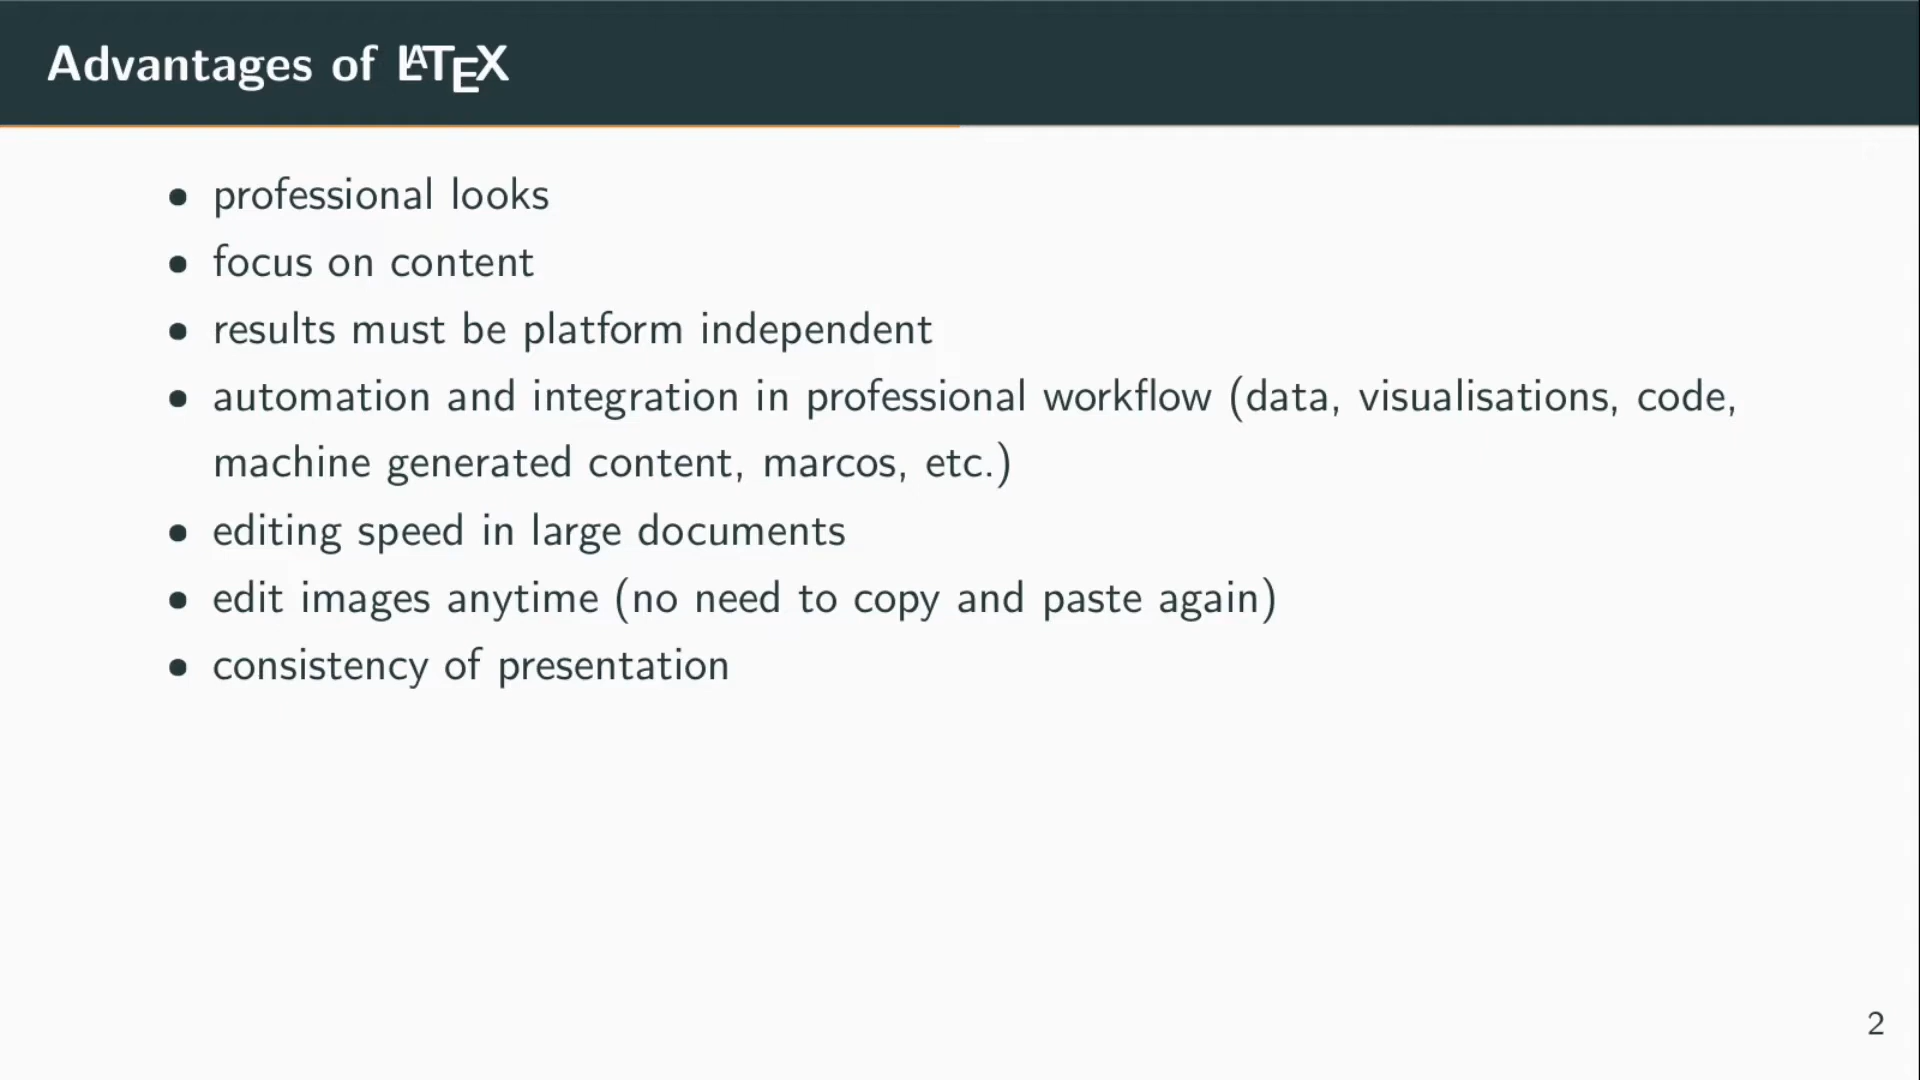 Advantages of LATEX
• professional looks
• focus on content
• results must be platform independent
• automation and integration in professional workflow (data, visualisations, code,
machine generated content, marcos, etc.)
• editing speed in large documents
• edit images anytime (no need to copy and paste again)
• consistency of presentation
2